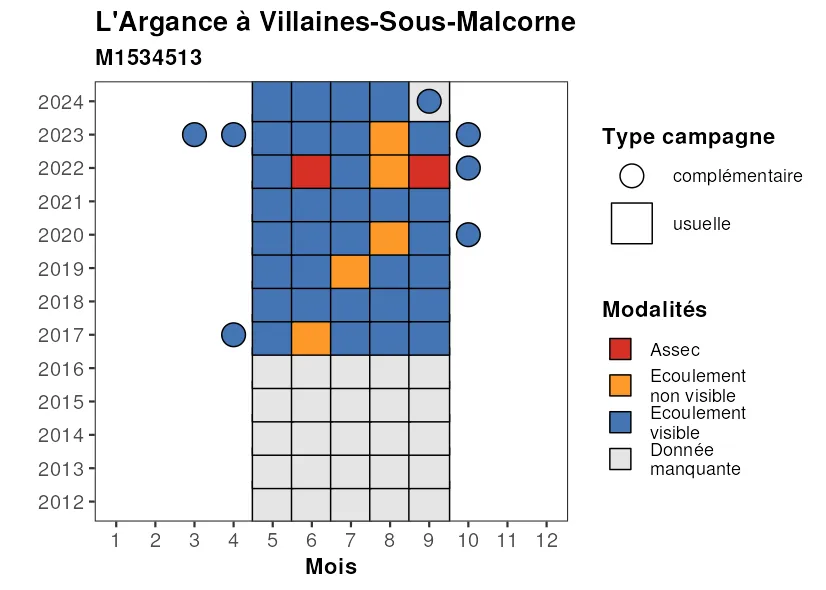 L'Argance à Villaines-Sous-Malcorne
M1534513
2024
2023
2022
2021
2020
2019
2018
2017
2016
2015
2014
2013
2012
1 2 3 4 5 6 7 8 9 10 11 12
Mois
Type campagne
complémentaire
usuelle
Modalités
Assec
Ecoulement
non visible
Ecoulement
visible
Donnée
manquante